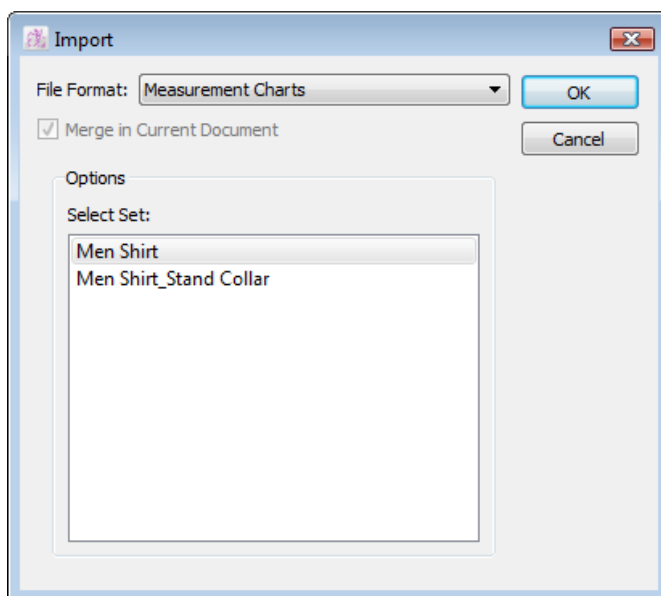 Import
File Format: Measurement Charts OK
Merge in Current Document
Cancel
Options
Select Set:
Men Shirt
Men Shirt_Stand Collar